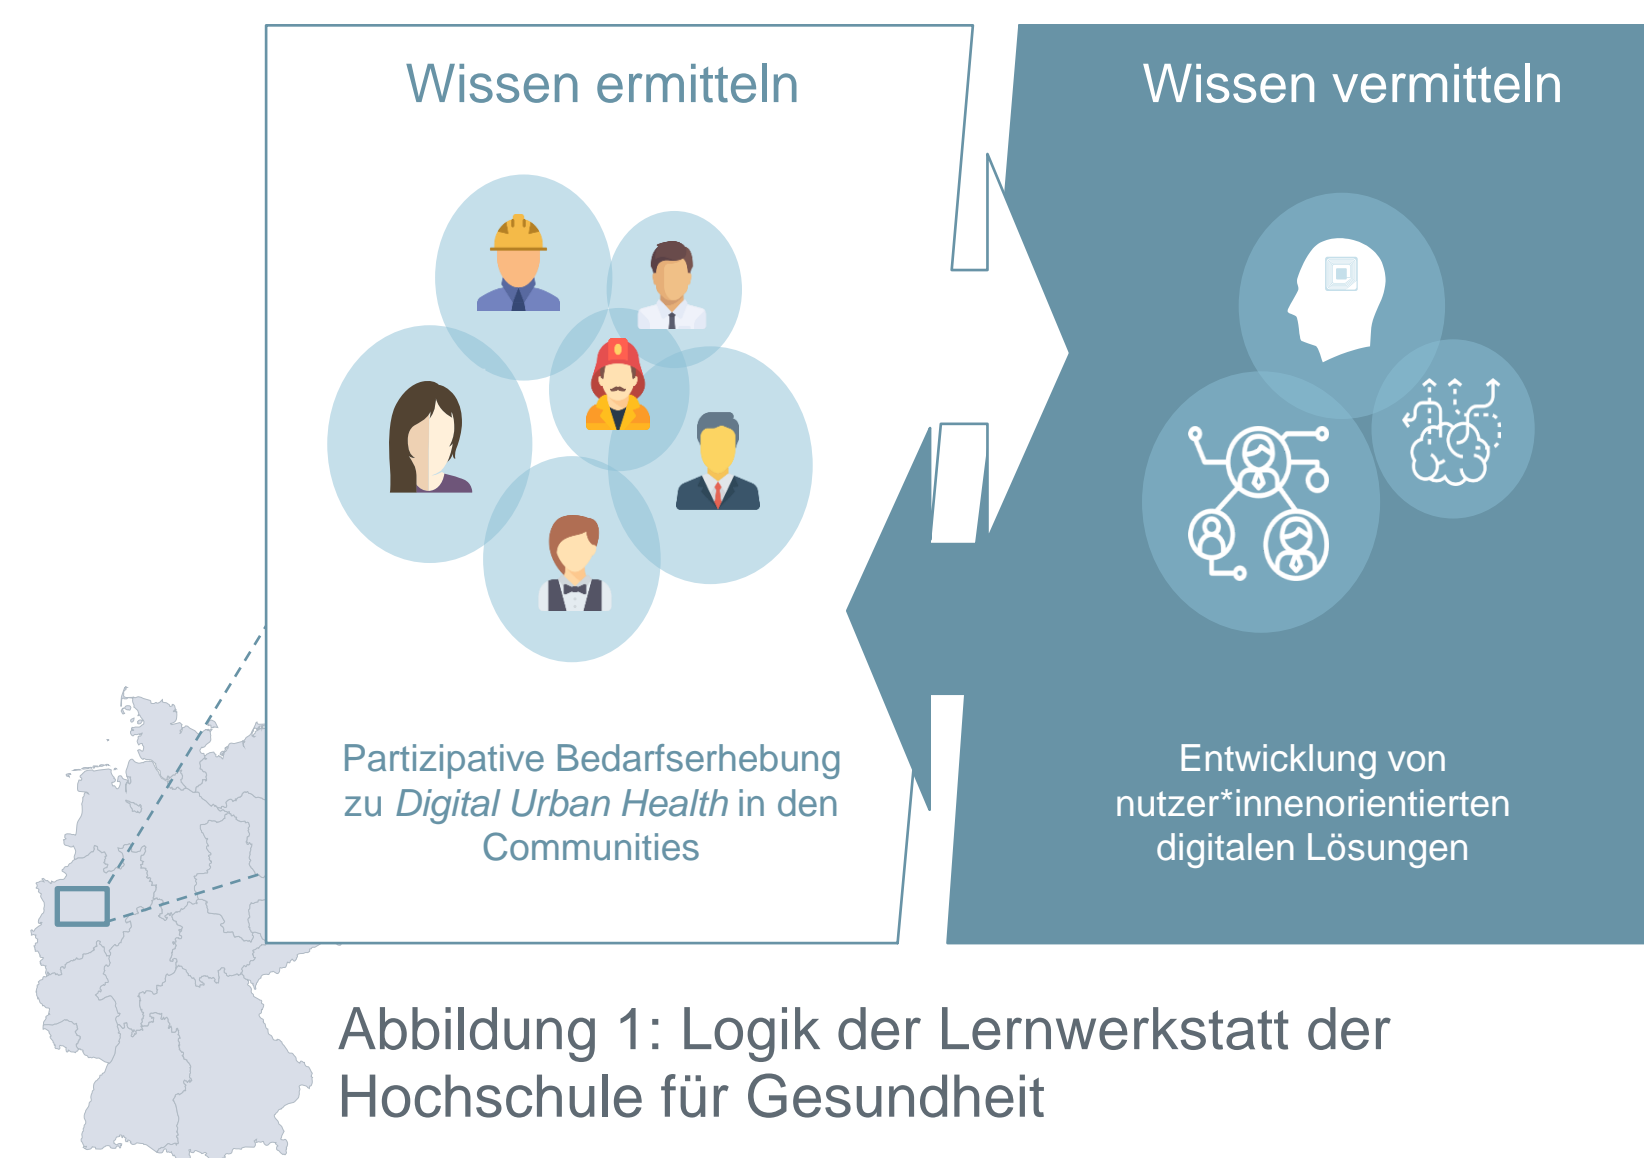 Wissen ermitteln
Partizipative Bedarfserhebung
zu Digital Urban Health in den
Communities
Wissen vermitteln
Entwicklung von
nutzer*innenorientierten
digitalen Lösungen
Abbildung 1: Logik der Lernwerkstatt der
Hochschule für Gesundheit